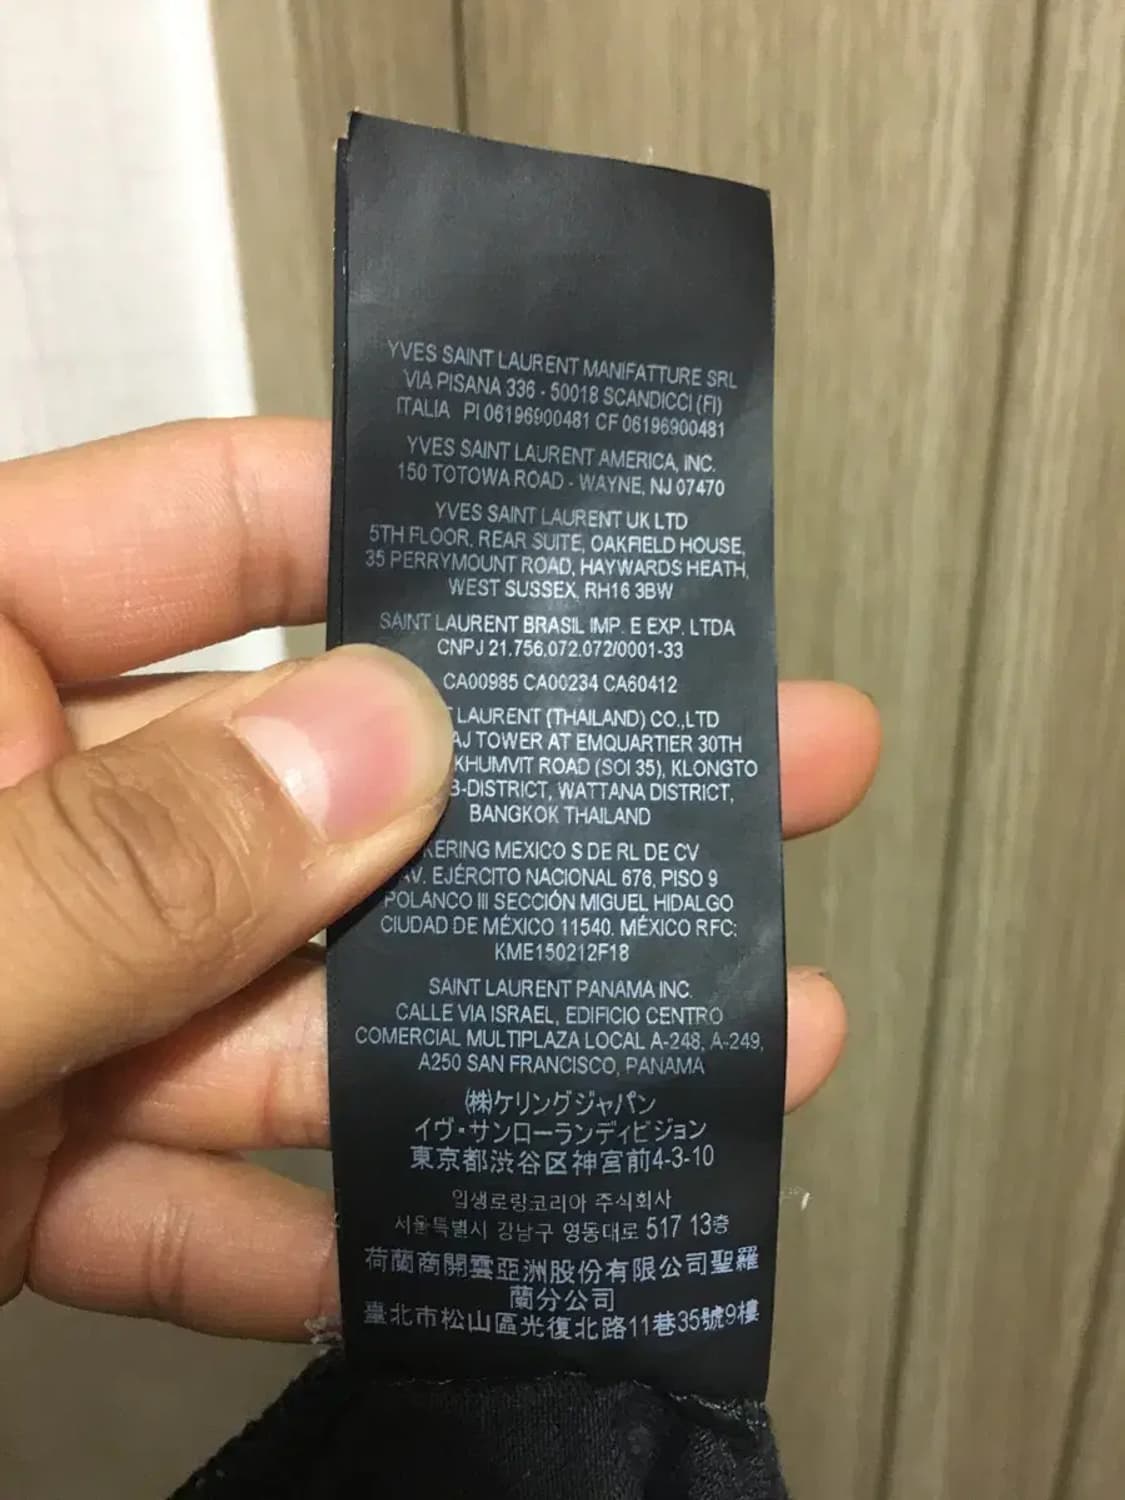 YVES SAINT LAURENT MANIFATTURE SRL
VIA PISANA 336 - 50018 SCANDICCI (FI)
ITALIA PI 06196900481 CF 06196900481
YVES SAINT LAURENT AMERICA, INC.
150 TOTOWA ROAD - WAYNE, NJ 07470
YVES SAINT LAURENT UK LTD
5TH FLOOR, REAR SUITE, OAKFIELD HOUSE,
35 PERRYMOUNT ROAD, HAYWARDS HEATH,
WEST SUSSEX, RH16 3BW
SAINT LAURENT BRASIL IMP. E EXP. LTDA
CNPJ 21.756.072.072/0001-33
CA00985 CA00234 CA60412
LAURENT (THAILAND) CO.,LTD
TOWER AT EMQUARTIER 30TH
ROAD (SOI 35), KLONGTO
DISTRICT, WATTANA DISTRICT,
BANGKOK THAILAND
KERING MEXICO S DE RL DE CV
AV. EJÉRCITO NACIONAL 676, PISO 9
POLANCO III SECCIÓN MIGUEL HIDALGO
CIUDAD DE MÉXICO 11540. MÉXICO RFC:
KME150212F18
SAINT LAURENT PANAMA INC.
CALLE VIA ISRAEL, EDIFICIO CENTRO
COMERCIAL MULTIPLAZA LOCAL A-248, A-249,
A250 SAN FRANCISCO, PANAMA
㈱ケリングジャパン
イヴ・サンローランディビジョン
東京都渋谷区神宮前4-3-10
입생로랑코리아 주식회사
서울특별시 강남구 영동대로 517 13층
荷蘭商開雲亞洲股份有限公司聖羅
蘭分公司
臺北市松山區光復北路11巷35號9樓